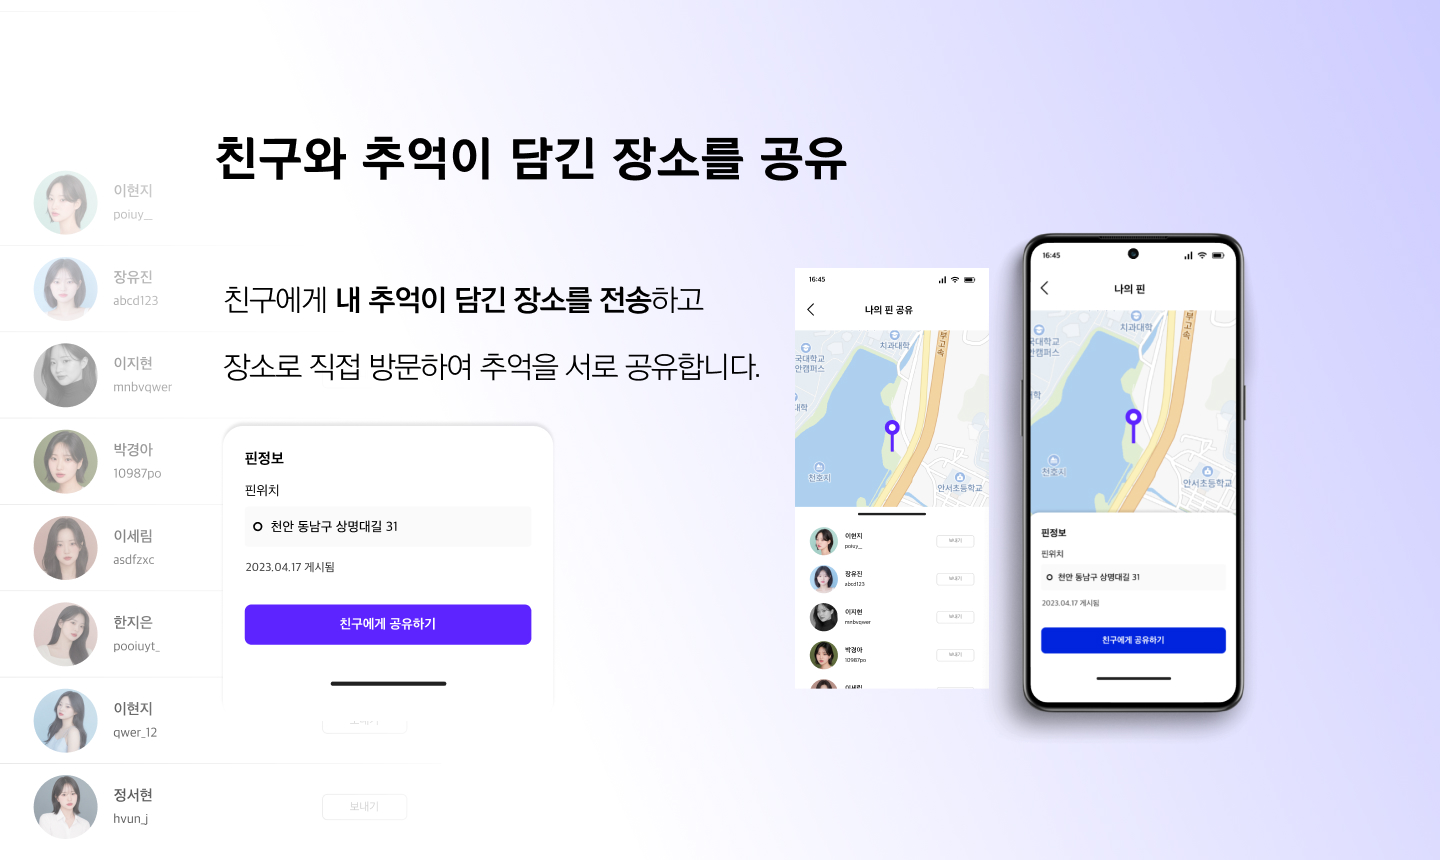 친구와 추억이 담긴 장소를 공유
친구에게 내 추억이 담긴 장소를 전송하고
장소로 직접 방문하여 추억을 서로 공유합니다.
이현지
poiuy__
장유진
abcd123
이지현
mnbvqwer
박경아
10987po
이세림
asdfzxc
한지은
pooiuyt_
이현지
qwer_12
정서현
hvun_j
핀정보
핀위치
천안 동남구 상명대길 31
2023.04.17 게시됨
친구에게 공유하기
보내기
보내기
16:45
나의 핀 공유
치과대학
부고속
국대학교
안캠퍼스
대학
천호지
안서초등학교
이현지
poiuy__
보내기
장유진
abcd123
보내기
이지현
mnbvqwer
보내기
박경아
10987po
보내기
이세림
16:45
나의 핀
치과대학
부고속
국대학교
안캠퍼스
학
천호지
안서초등학교
핀정보
핀위치
천안 동남구 상명대길 31
2023.04.17 게시됨
친구에게 공유하기